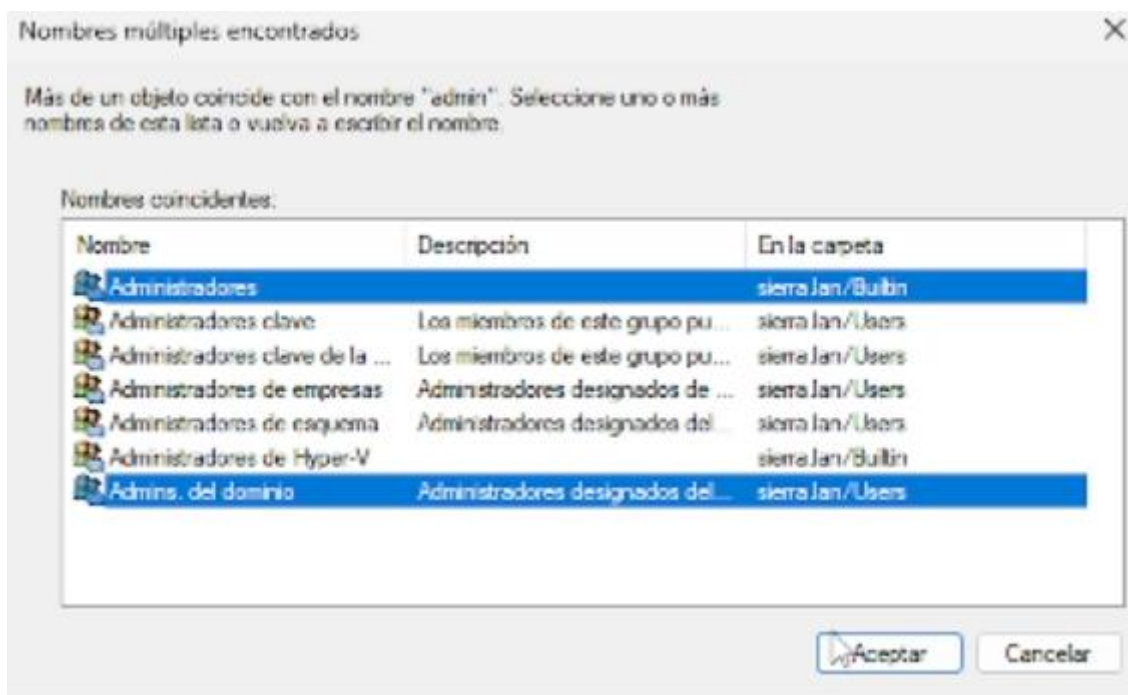 Nombres múltiples encontrados
Más de un objeto coincide con el nombre "admin". Seleccione uno o más
nombres de esta lista o vuelva a escribir el nombre.
Nombres coincidentes:
Nombre Descripción En la carpeta
Administradores sierra.lan/Builtin
Administradores clave Los miembros de este grupo pu... sierra.lan/Users
Administradores clave de la ... Los miembros de este grupo pu... sierra.lan/Users
Administradores de empresas Administradores designados de ... sierra.lan/Users
Administradores de esquema Administradores designados del... sierra.lan/Users
Administradores de Hyper-V sierra.lan/Builtin
Admins. del dominio Administradores designados del... sierra.lan/Users
Aceptar Cancelar